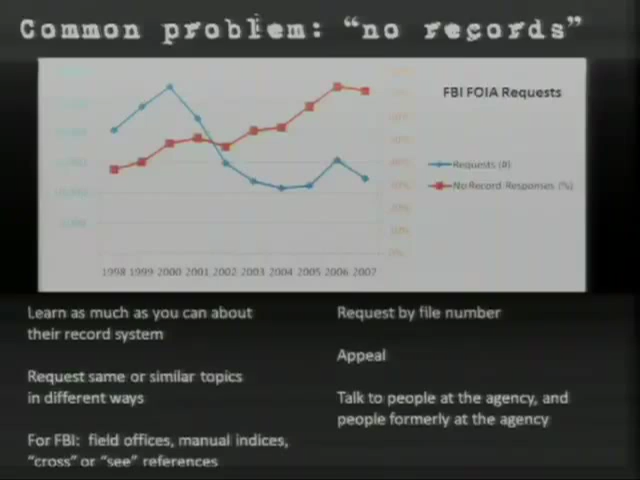 Common problem: “no records”
FBI FOIA Requests
Requests (#)
No Record Responses (%)
10%
0%
1998 1999 2000 2001 2002 2003 2004 2005 2006 2007
Learn as much as you can about
their record system
Request same or similar topics
in different ways
For FBI: field offices, manual indices,
“cross” or “see” references
Request by file number
Appeal
Talk to people at the agency, and
people formerly at the agency